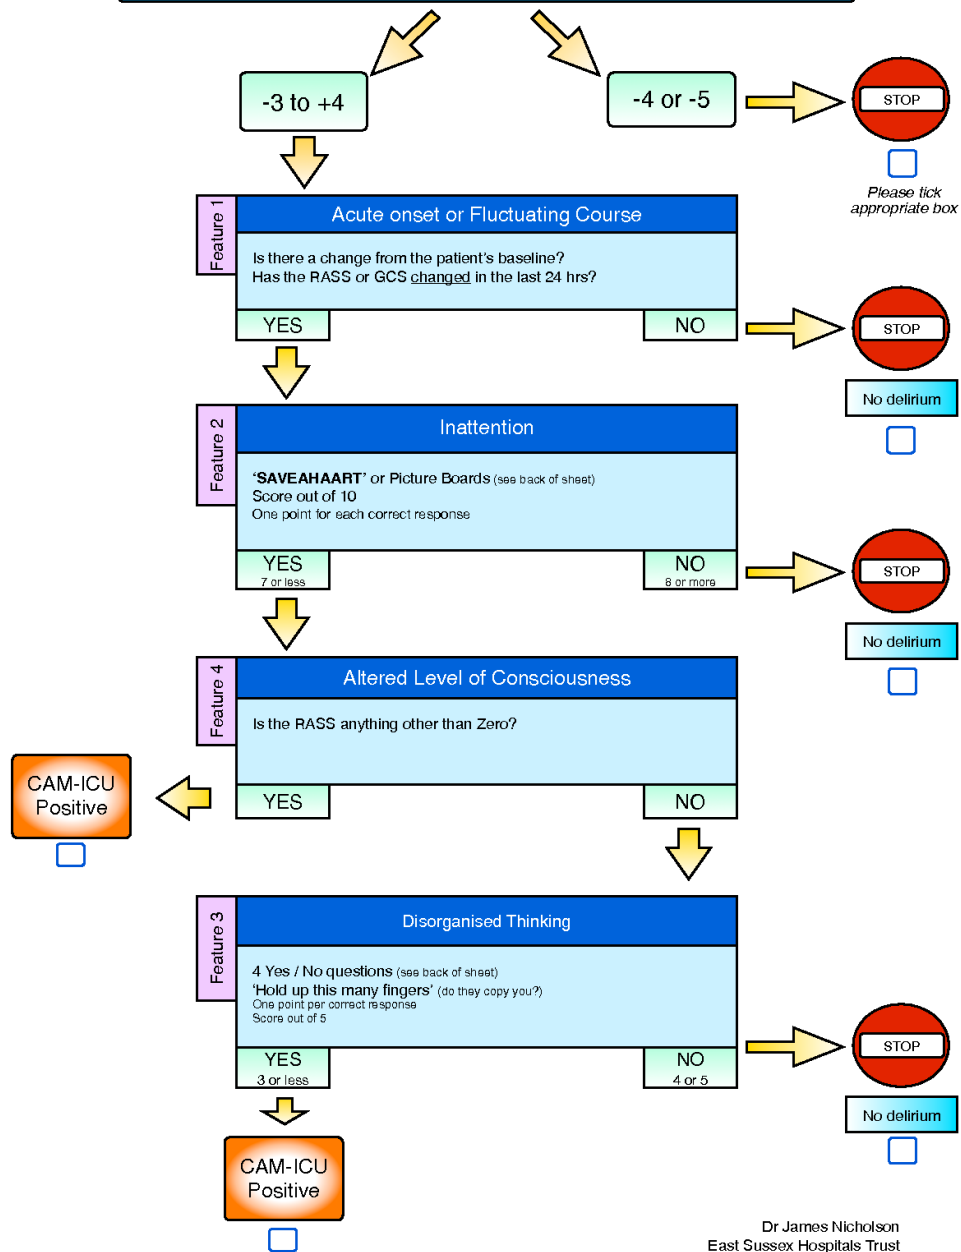 -3 to +4
-4 or -5
STOP
Please tick
appropriate box
Feature 1
Acute onset or Fluctuating Course
Is there a change from the patient's baseline?
Has the RASS or GCS changed in the last 24 hrs?
YES
NO
STOP
No delirium
Feature 2
Inattention
'SAVEAHAART' or Picture Boards (see back of sheet)
Score out of 10
One point for each correct response
YES
7 or less
NO
8 or more
STOP
No delirium
Feature 4
Altered Level of Consciousness
Is the RASS anything other than Zero?
YES
NO
CAM-ICU
Positive
Feature 3
Disorganised Thinking
4 Yes / No questions (see back of sheet)
'Hold up this many fingers' (do they copy you?)
One point per correct response
Score out of 5
YES
3 or less
NO
4 or 5
STOP
No delirium
CAM-ICU
Positive
Dr James Nicholson
East Sussex Hospitals Trust